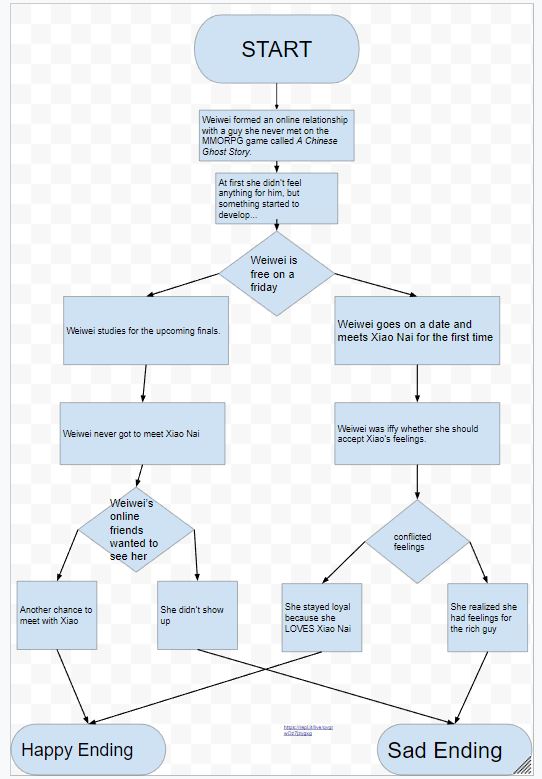 START
Weiwei formed an online relationship
with a guy she never met on the
MMORPG game called A Chinese
Ghost Story.
At first she didn't feel
anything for him, but
something started to
develop...
Weiwei is
free on a
friday
Weiwei studies for the upcoming finals.
Weiwei goes on a date and
meets Xiao Nai for the first time
Weiwei never got to meet Xiao Nai
Weiwei was iffy whether she should
accept Xiao's feelings.
Weiwei's
online
friends
wanted to
see her
conflicted
feelings
Another chance to
meet with Xiao
She didn't show
up
She stayed loyal
because she
LOVES Xiao Nai
She realized she
had feelings for
the rich guy
Happy Ending
Sad Ending